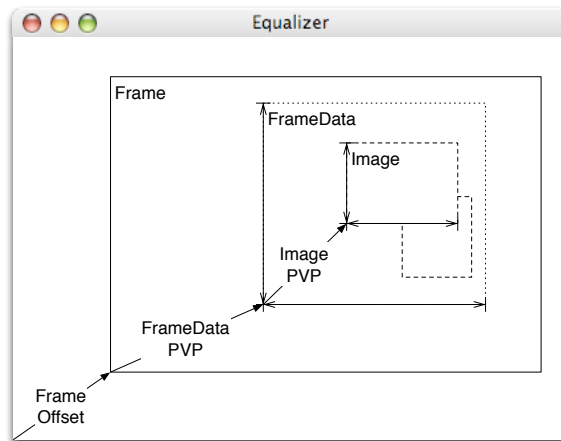 Equalizer
Frame
FrameData
Image
Image
PVP
FrameData
PVP
Frame
Offset